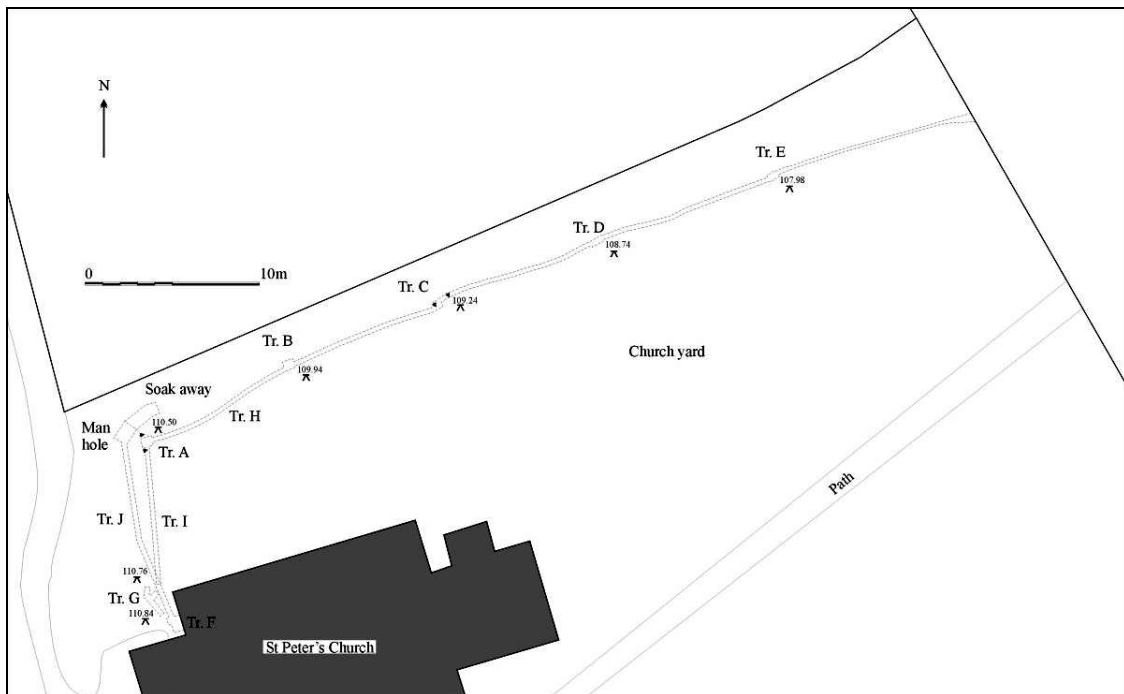 N
Tr. E
107.98
Tr. D
108.74
0 10m
Tr. C
109.24
Tr. B
109.94
Church yard
Soak away
110.50
Tr. H
Man
hole
Tr. A
Path
Tr. J
Tr. I
110.76
Tr. G
110.84
Tr. F
St Peter's Church